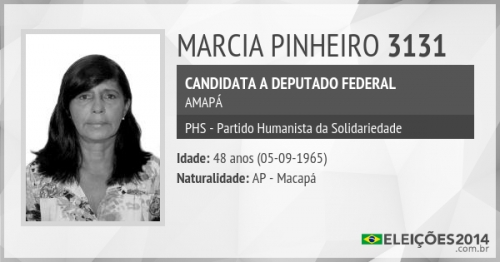 MARCIA PINHEIRO 3131
CANDIDATA A DEPUTADO FEDERAL
AMAPÁ
PHS - Partido Humanista da Solidariedade
Idade: 48 anos (05-09-1965)
Naturalidade: AP - Macapá
ELEIÇÕES2014
.com.br